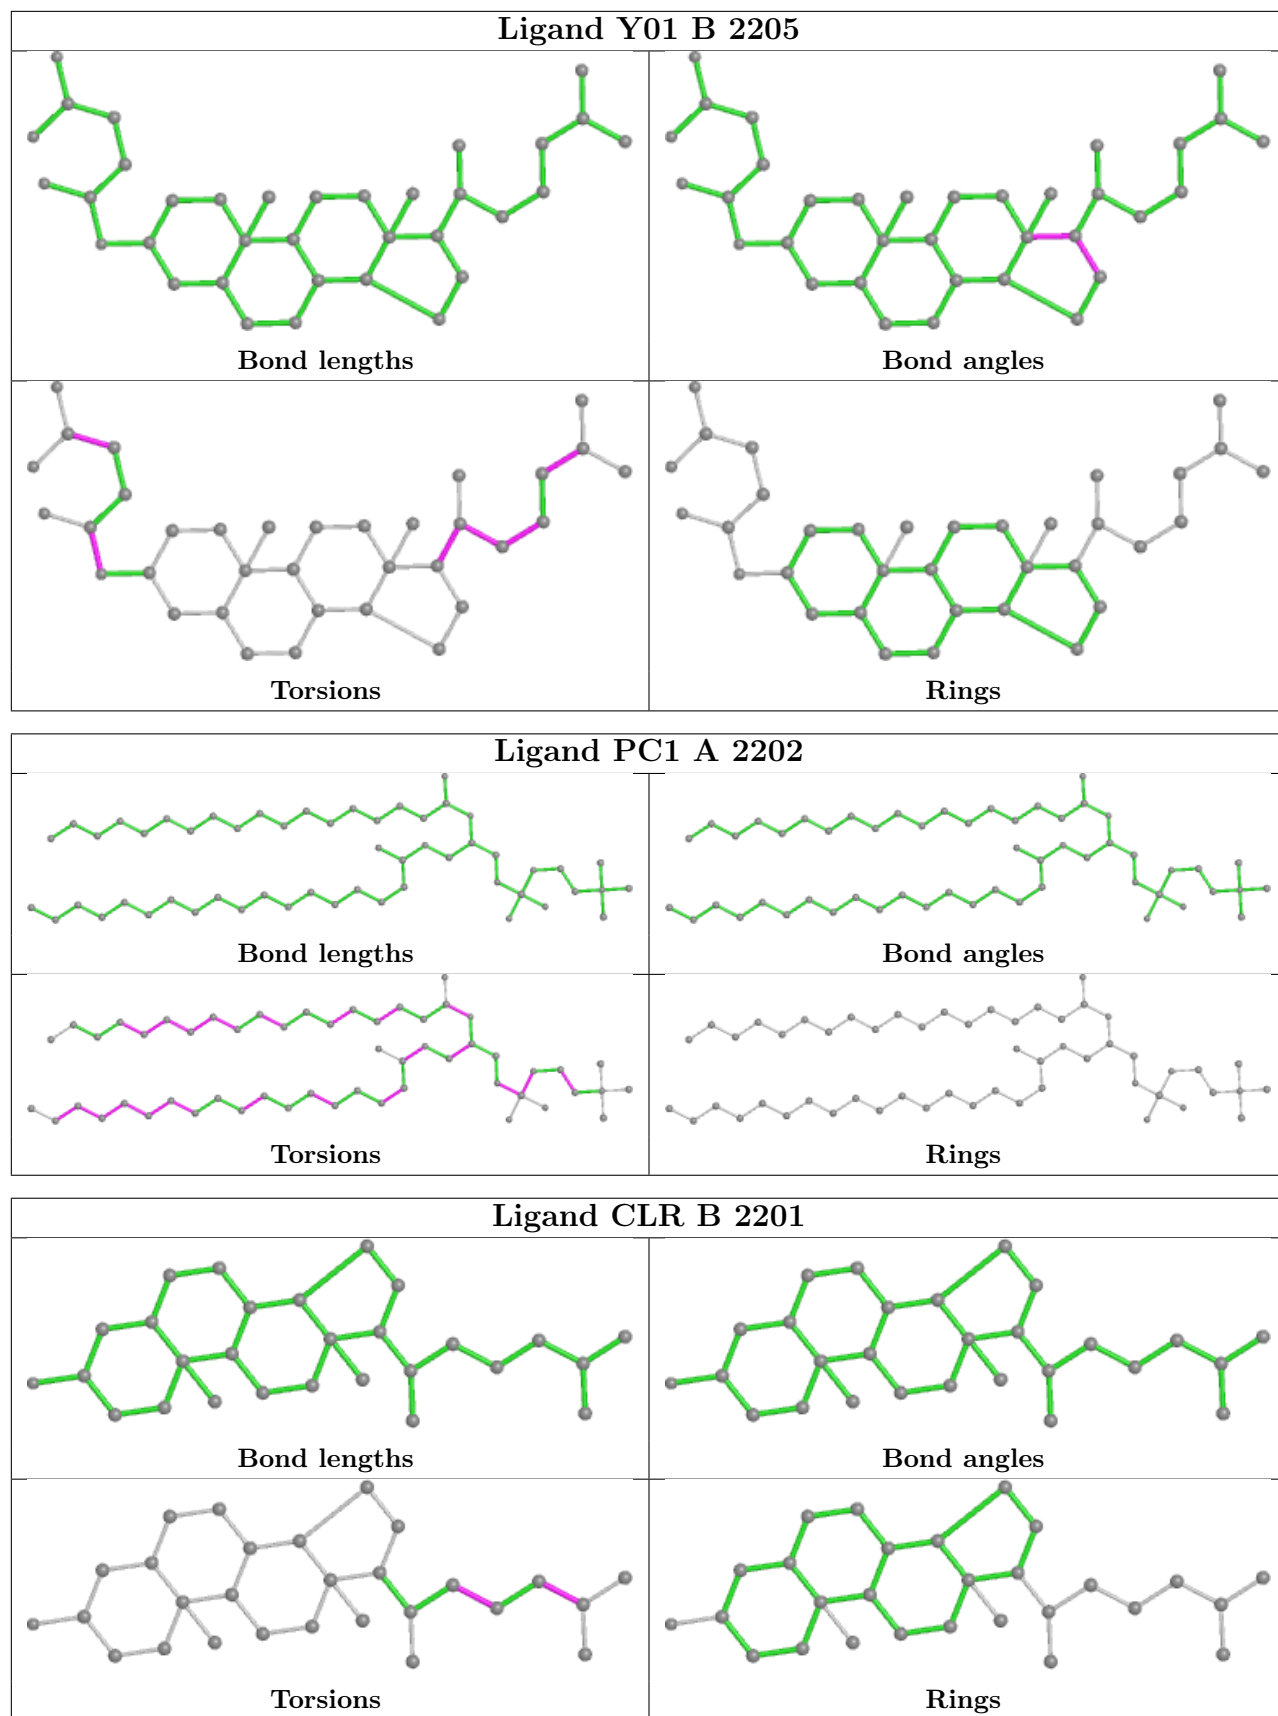 Ligand Y01 B 2205
Bond lengths
Bond angles
Torsions
Rings
Ligand PC1 A 2202
Bond lengths
Bond angles
Torsions
Rings
Ligand CLR B 2201
Bond lengths
Bond angles
Torsions
Rings